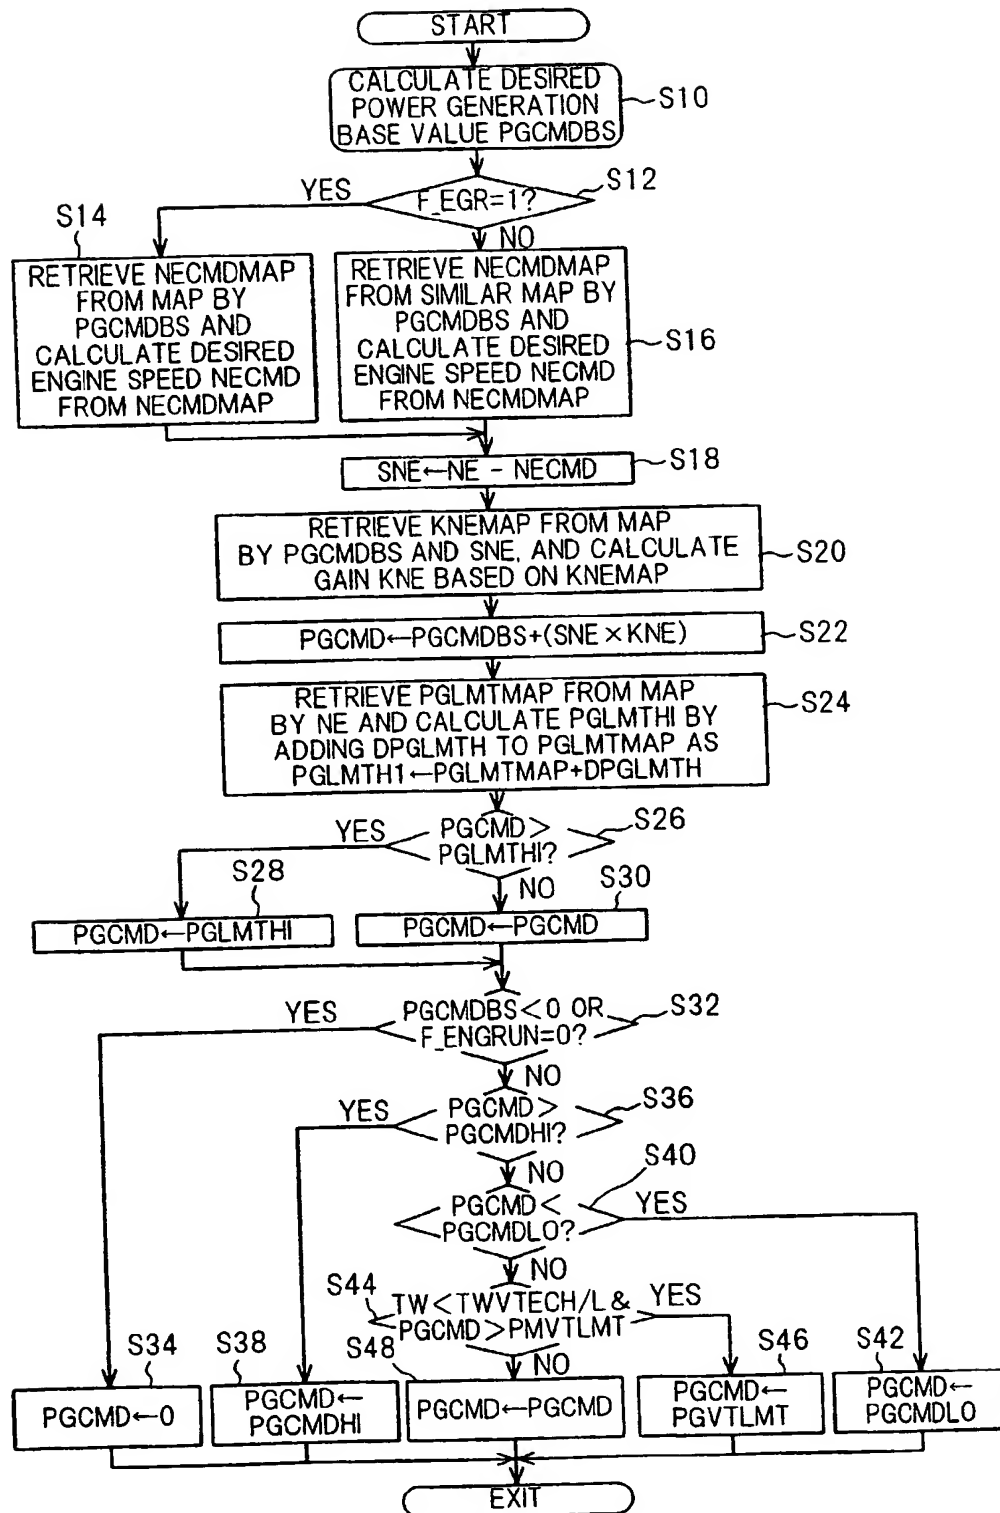 START
CALCULATE DESIRED
POWER GENERATION
BASE VALUE PGCMDBS
S10
F_EGR=1?
S12
YES
NO
S14
RETRIEVE NECMDMAP
FROM MAP BY
PGCMDBS AND
CALCULATE DESIRED
ENGINE SPEED NECMD
FROM NECMDMAP
RETRIEVE NECMDMAP
FROM SIMILAR MAP BY
PGCMDBS AND
CALCULATE DESIRED
ENGINE SPEED NECMD
FROM NECMDMAP
S16
SNE←NE - NECMD
S18
RETRIEVE KNEMAP FROM MAP
BY PGCMDBS AND SNE, AND CALCULATE
GAIN KNE BASED ON KNEMAP
S20
PGCMD←PGCMDBS+(SNE×KNE)
S22
RETRIEVE PGLMTMAP FROM MAP
BY NE AND CALCULATE PGLMTHI BY
ADDING DPGLMTH TO PGLMTMAP AS
PGLMTH1←PGLMTMAP+DPGLMTH
S24
PGCMD>
PGLMTHI?
S26
YES
NO
S28
PGCMD←PGLMTHI
S30
PGCMD←PGCMD
PGCMDBS<0 OR
F_ENGRUN=0?
S32
YES
NO
PGCMD>
PGCMDHI?
S36
YES
NO
S40
PGCMD<
PGCMDLO?
YES
NO
S44
TW<TWVTECH/L &
PGCMD>PMVTLMT
YES
NO
S34
PGCMD←0
S38
PGCMD←
PGCMDHI
S48
PGCMD←PGCMD
S46
PGCMD←
PGVTLMT
S42
PGCMD←
PGCMDLO
EXIT